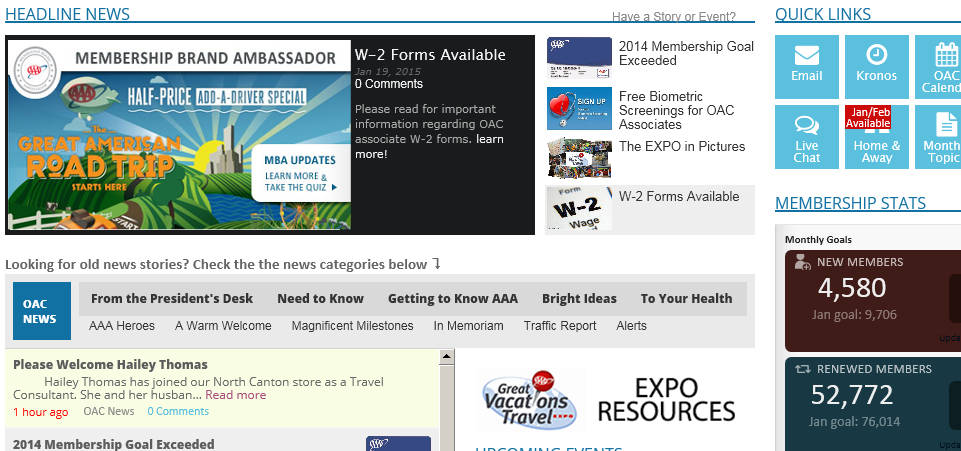 HEADLINE NEWS
Have a Story or Event?
MEMBERSHIP BRAND AMBASSADOR
HALF-PRICE ADD-A-DRIVER SPECIAL
The
GREAT AMERISAN
ROAD TRIP
STARTS HERE
MBA UPDATES
LEARN MORE &
TAKE THE QUIZ
W-2 Forms Available
Jan 19, 2015
0 Comments
Please read for important
information regarding OAC
associate W-2 forms. learn
more!
2014 Membership Goal
Exceeded
SIGN UP
Free Biometric
Screenings for OAC
Associates
The EXPO in Pictures
Form
W-2
Wage
W-2 Forms Available
QUICK LINKS
Email
Kronos
OAC
Calend
Live
Chat
Jan/Feb
Available
Home &
Away
Month
Topic
MEMBERSHIP STATS
Monthly Goals
NEW MEMBERS
4,580
Jan goal: 9,706
Upda
RENEWED MEMBERS
52,772
Jan goal: 76,014
Upda
Looking for old news stories? Check the the news categories below
OAC
NEWS
From the President's Desk Need to Know Getting to Know AAA Bright Ideas To Your Health
AAA Heroes A Warm Welcome Magnificent Milestones In Memoriam Traffic Report Alerts
Please Welcome Hailey Thomas
Hailey Thomas has joined our North Canton store as a Travel
Consultant. She and her husban... Read more
1 hour ago OAC News 0 Comments
2014 Membership Goal Exceeded
Great
Vacations
Travel
EXPO
RESOURCES
UPCOMING EVENTS